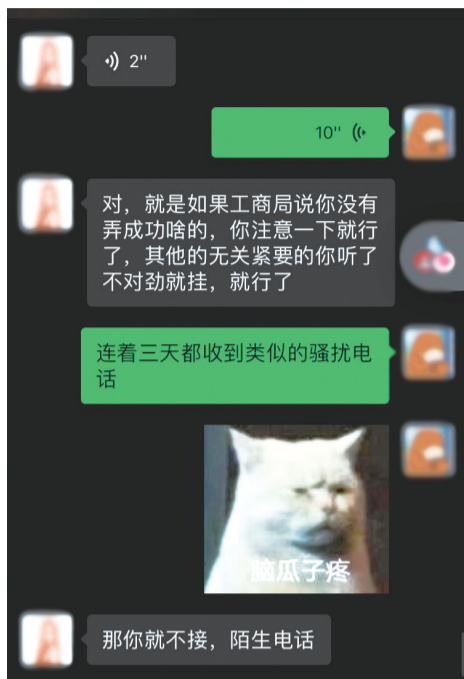 2"
10"
对，就是如果工商局说你没有
弄成功啥的，你注意一下就行
了，其他的无关紧要的你听了
不对劲就挂，就行了
连着三天都收到类似的骚扰电
话
脑瓜子疼
那你就不接，陌生电话